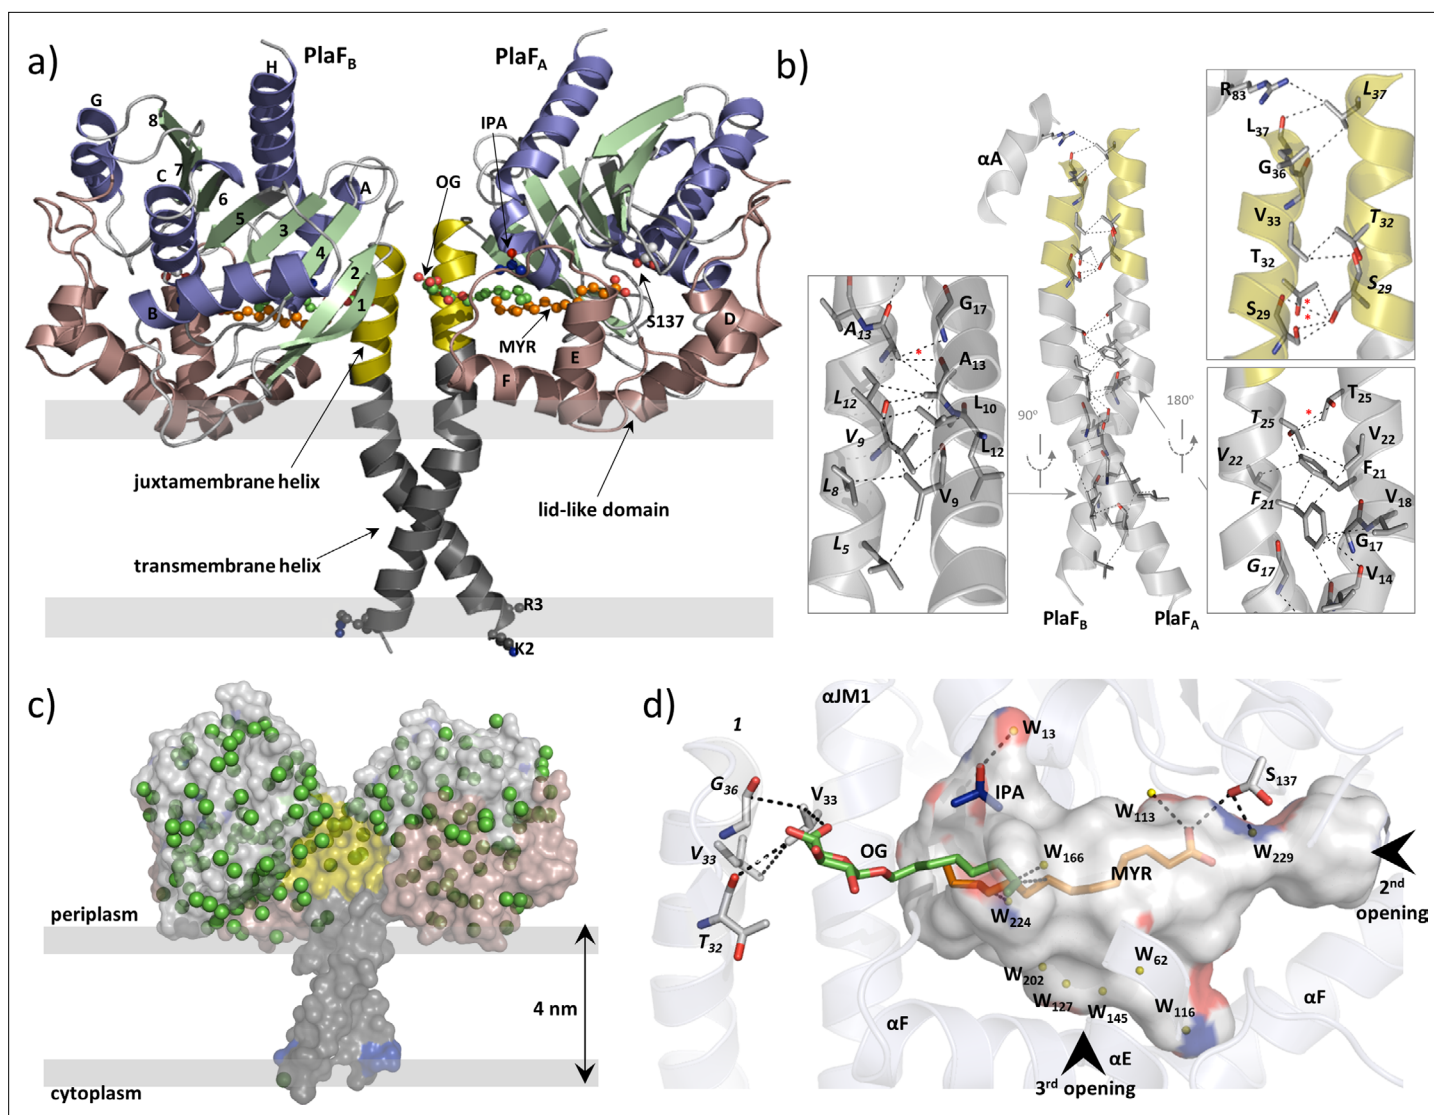 a)
PlaF_B
PlaF_A
H
G
8
7
C
6
5
3
A
4
2
1
B
IPA
OG
MYR
S137
D
E
F
juxtamembrane helix
lid-like domain
transmembrane helix
R3
K2
b)
αA
90º
180º
PlaF_B
PlaF_A
R83
L37
L37
G36
V33
T32
T32
S29
S29
*
*
G17
A13
*
A13
L12
L10
V9
L12
L8
V9
L5
T25
T25
*
V22
V22
F21
F21
V18
G17
G17
V14
c)
periplasm
4 nm
cytoplasm
d)
αJM1
1
W13
G36
V33
IPA
S137
W113
V33
OG
W166
MYR
W229
2nd
opening
T32
W224
W62
W202
W127
W145
W116
αF
αF
αE
3rd opening